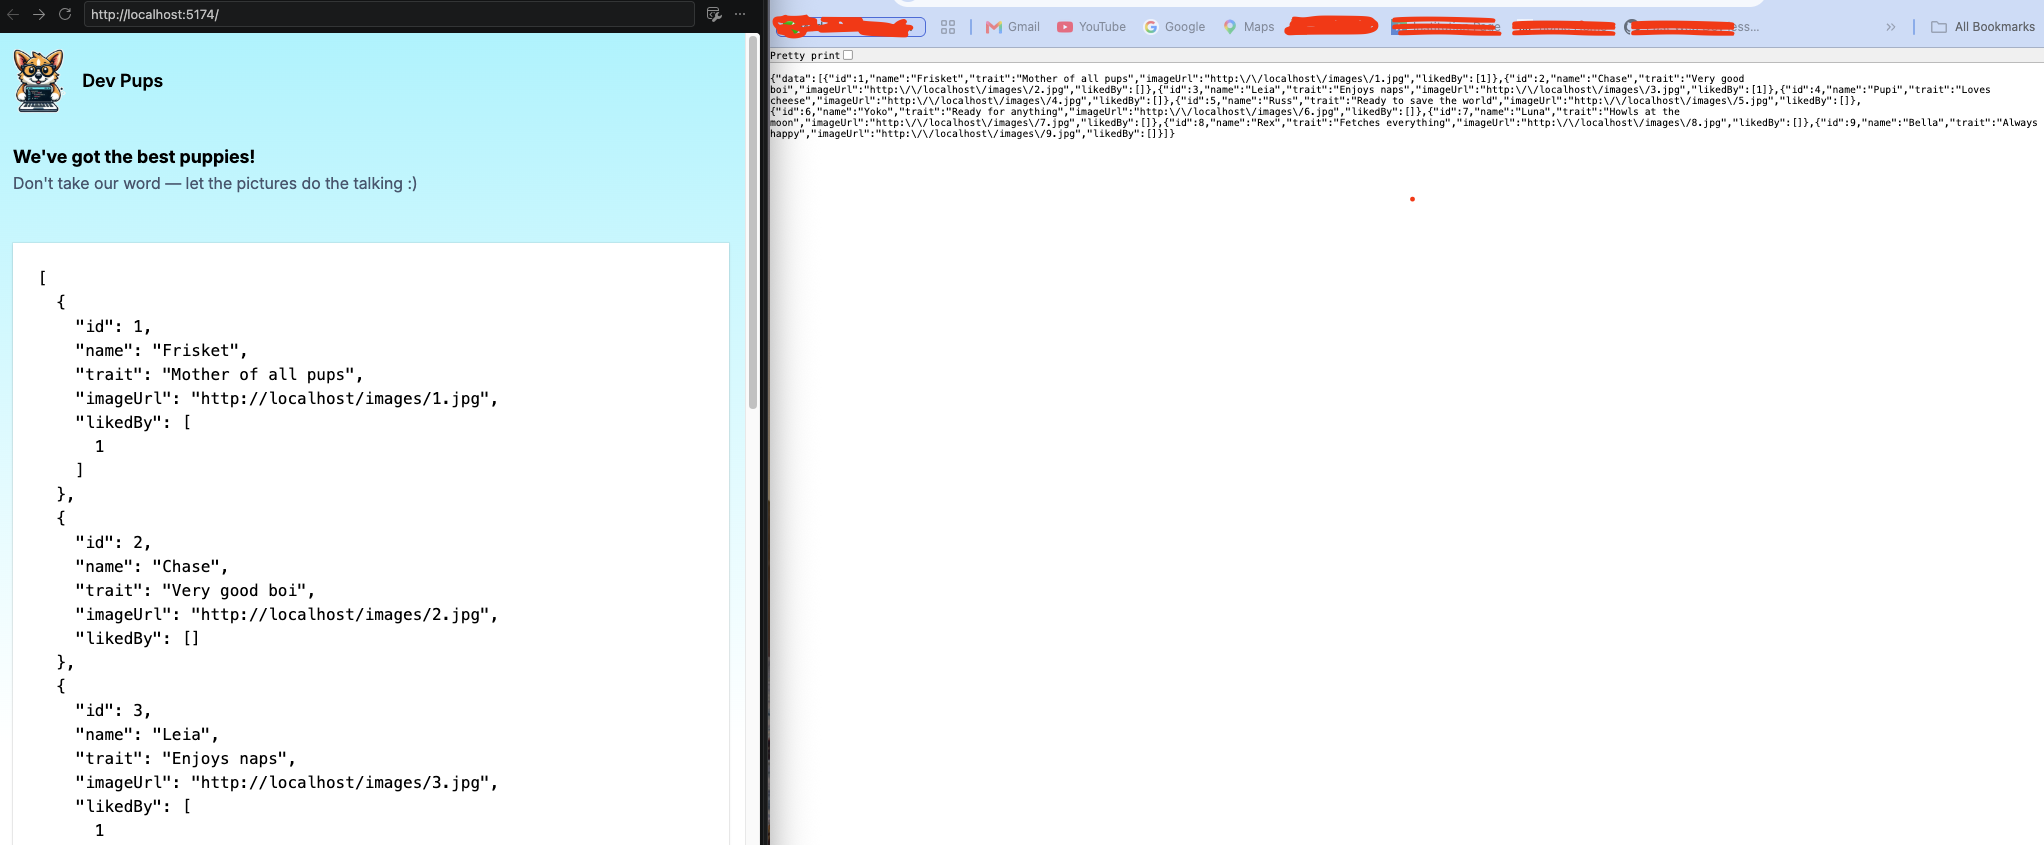 http://localhost:5174/
Dev Pups
We've got the best puppies!
Don't take our word — let the pictures do the talking :)
[
{
"id": 1,
"name": "Frisket",
"trait": "Mother of all pups",
"imageUrl": "http://localhost/images/1.jpg",
"likedBy": [
1
]
},
{
"id": 2,
"name": "Chase",
"trait": "Very good boi",
"imageUrl": "http://localhost/images/2.jpg",
"likedBy": []
},
{
"id": 3,
"name": "Leia",
"trait": "Enjoys naps",
"imageUrl": "http://localhost/images/3.jpg",
"likedBy": [
1
Gmail YouTube Google Maps ess... » All Bookmarks
Pretty print
{"data":[{"id":1,"name":"Frisket","trait":"Mother of all pups","imageUrl":"http:\/\/localhost\/images\/1.jpg","likedBy":[1]},{"id":2,"name":"Chase","trait":"Very good
boi","imageUrl":"http:\/\/localhost\/images\/2.jpg","likedBy":[]},{"id":3,"name":"Leia","trait":"Enjoys naps","imageUrl":"http:\/\/localhost\/images\/3.jpg","likedBy":[1]},{"id":4,"name":"Pupi","trait":"Loves
cheese","imageUrl":"http:\/\/localhost\/images\/4.jpg","likedBy":[]},{"id":5,"name":"Russ","trait":"Ready to save the world","imageUrl":"http:\/\/localhost\/images\/5.jpg","likedBy":[]},
{"id":6,"name":"Yoko","trait":"Ready for anything","imageUrl":"http:\/\/localhost\/images\/6.jpg","likedBy":[]},{"id":7,"name":"Luna","trait":"Howls at the
moon","imageUrl":"http:\/\/localhost\/images\/7.jpg","likedBy":[]},{"id":8,"name":"Rex","trait":"Fetches everything","imageUrl":"http:\/\/localhost\/images\/8.jpg","likedBy":[]},{"id":9,"name":"Bella","trait":"Always
happy","imageUrl":"http:\/\/localhost\/images\/9.jpg","likedBy":[]}]}